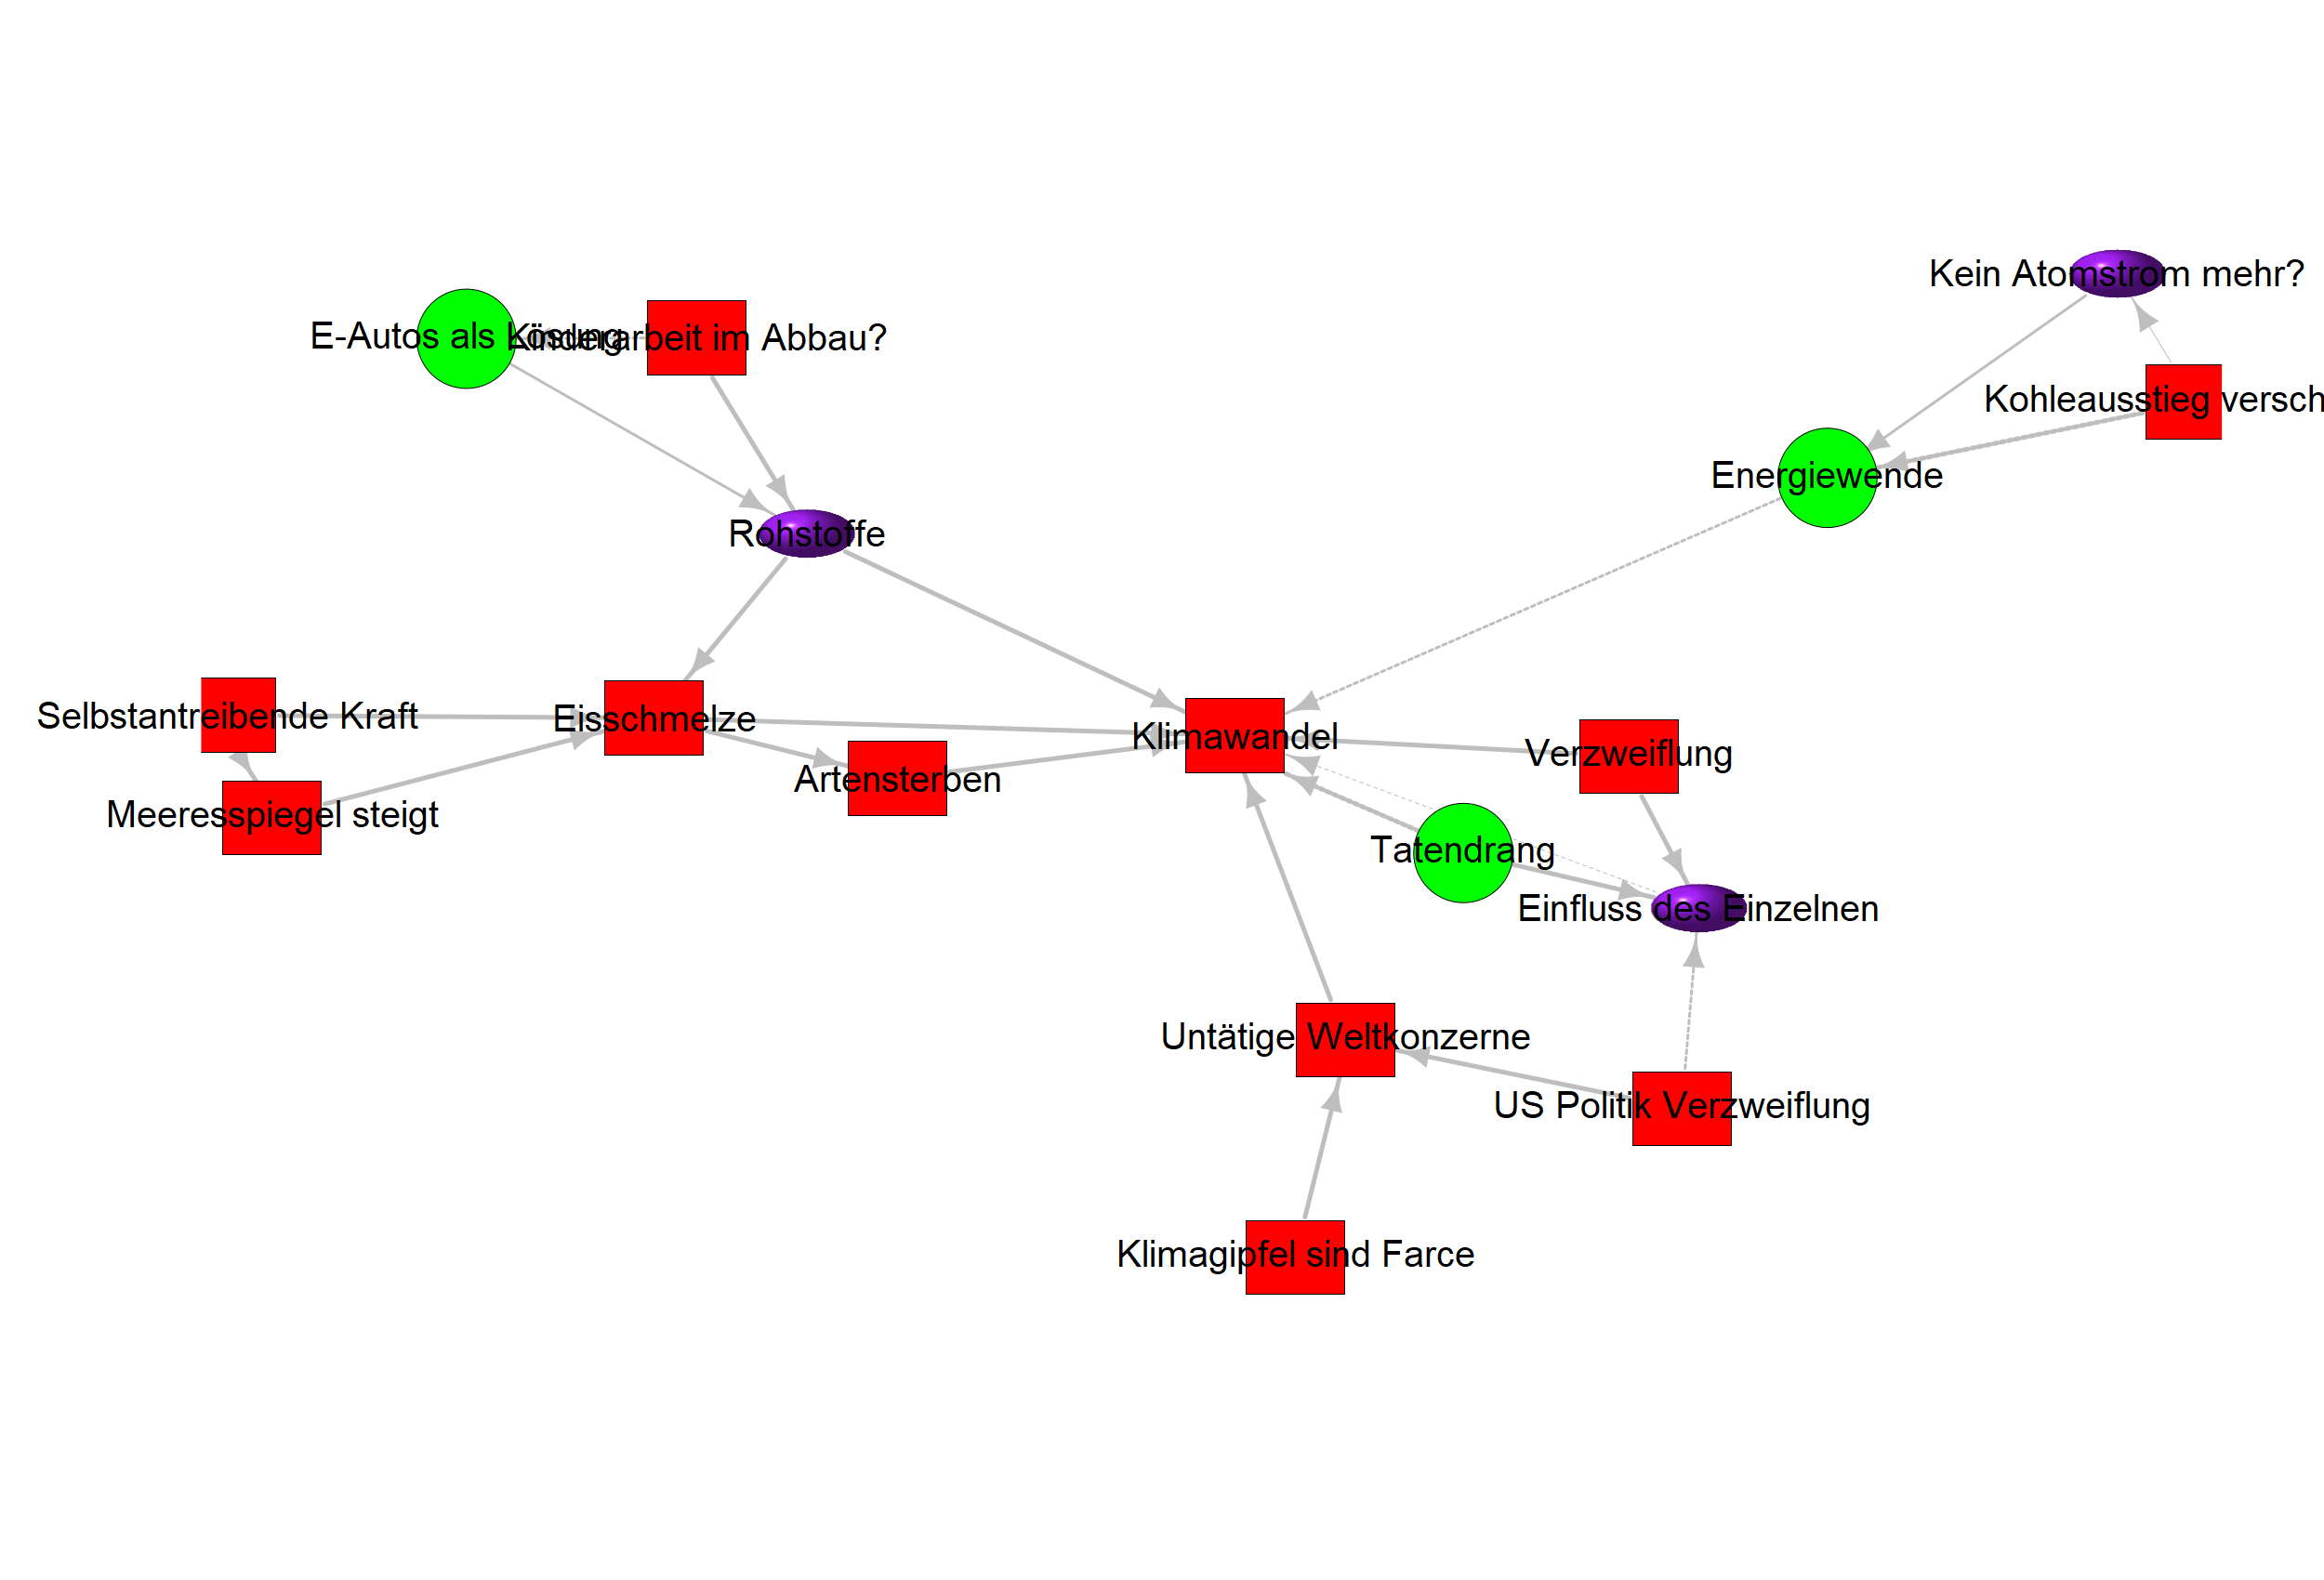 Kein Atomstrom mehr?
E-Autos als Lösung
Kinderarbeit im Abbau?
Kohleausstieg versch
Energiewende
Rohstoffe
Selbstantreibende Kraft
Eisschmelze
Klimawandel
Verzweiflung
Artensterben
Meeresspiegel steigt
Tatendrang
Einfluss des Einzelnen
Untätige Weltkonzerne
US Politik Verzweiflung
Klimagipfel sind Farce